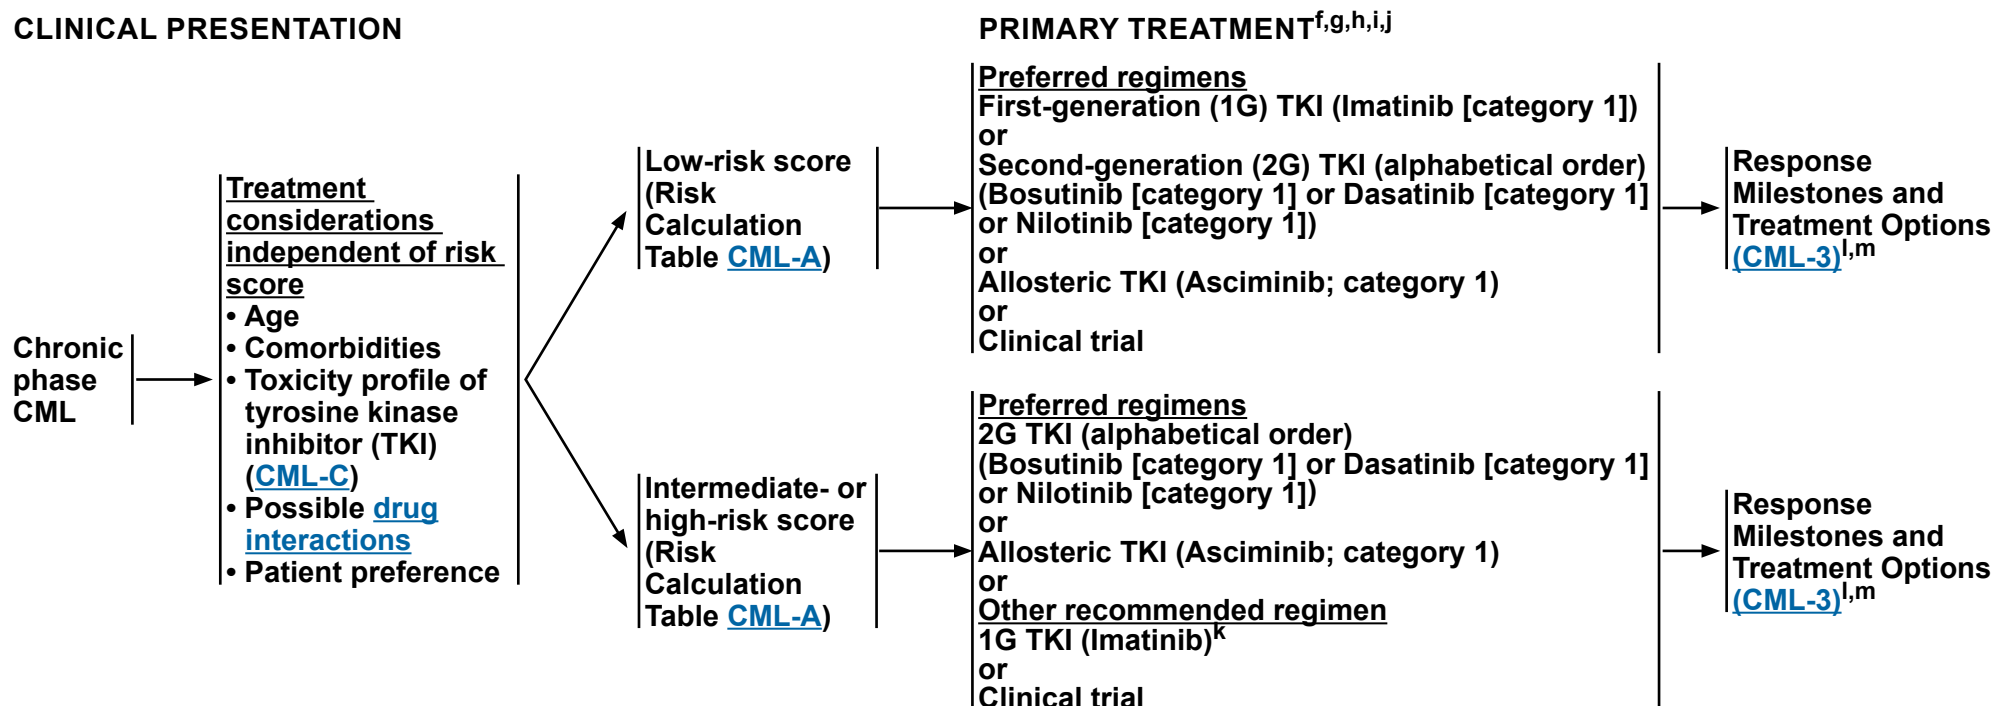 CLINICAL PRESENTATION
PRIMARY TREATMENTf,g,h,i,j
Chronic
phase
CML
Treatment
considerations
independent of risk
score
• Age
• Comorbidities
• Toxicity profile of
tyrosine kinase
inhibitor (TKI)
(CML-C)
• Possible drug
interactions
• Patient preference
Low-risk score
(Risk
Calculation
Table CML-A)
Preferred regimens
First-generation (1G) TKI (Imatinib [category 1])
or
Second-generation (2G) TKI (alphabetical order)
(Bosutinib [category 1] or Dasatinib [category 1]
or Nilotinib [category 1])
or
Allosteric TKI (Asciminib; category 1)
or
Clinical trial
Response
Milestones and
Treatment Options
(CML-3)l,m
Intermediate- or
high-risk score
(Risk
Calculation
Table CML-A)
Preferred regimens
2G TKI (alphabetical order)
(Bosutinib [category 1] or Dasatinib [category 1]
or Nilotinib [category 1])
or
Allosteric TKI (Asciminib; category 1)
or
Other recommended regimen
1G TKI (Imatinib)k
or
Clinical trial
Response
Milestones and
Treatment Options
(CML-3)l,m